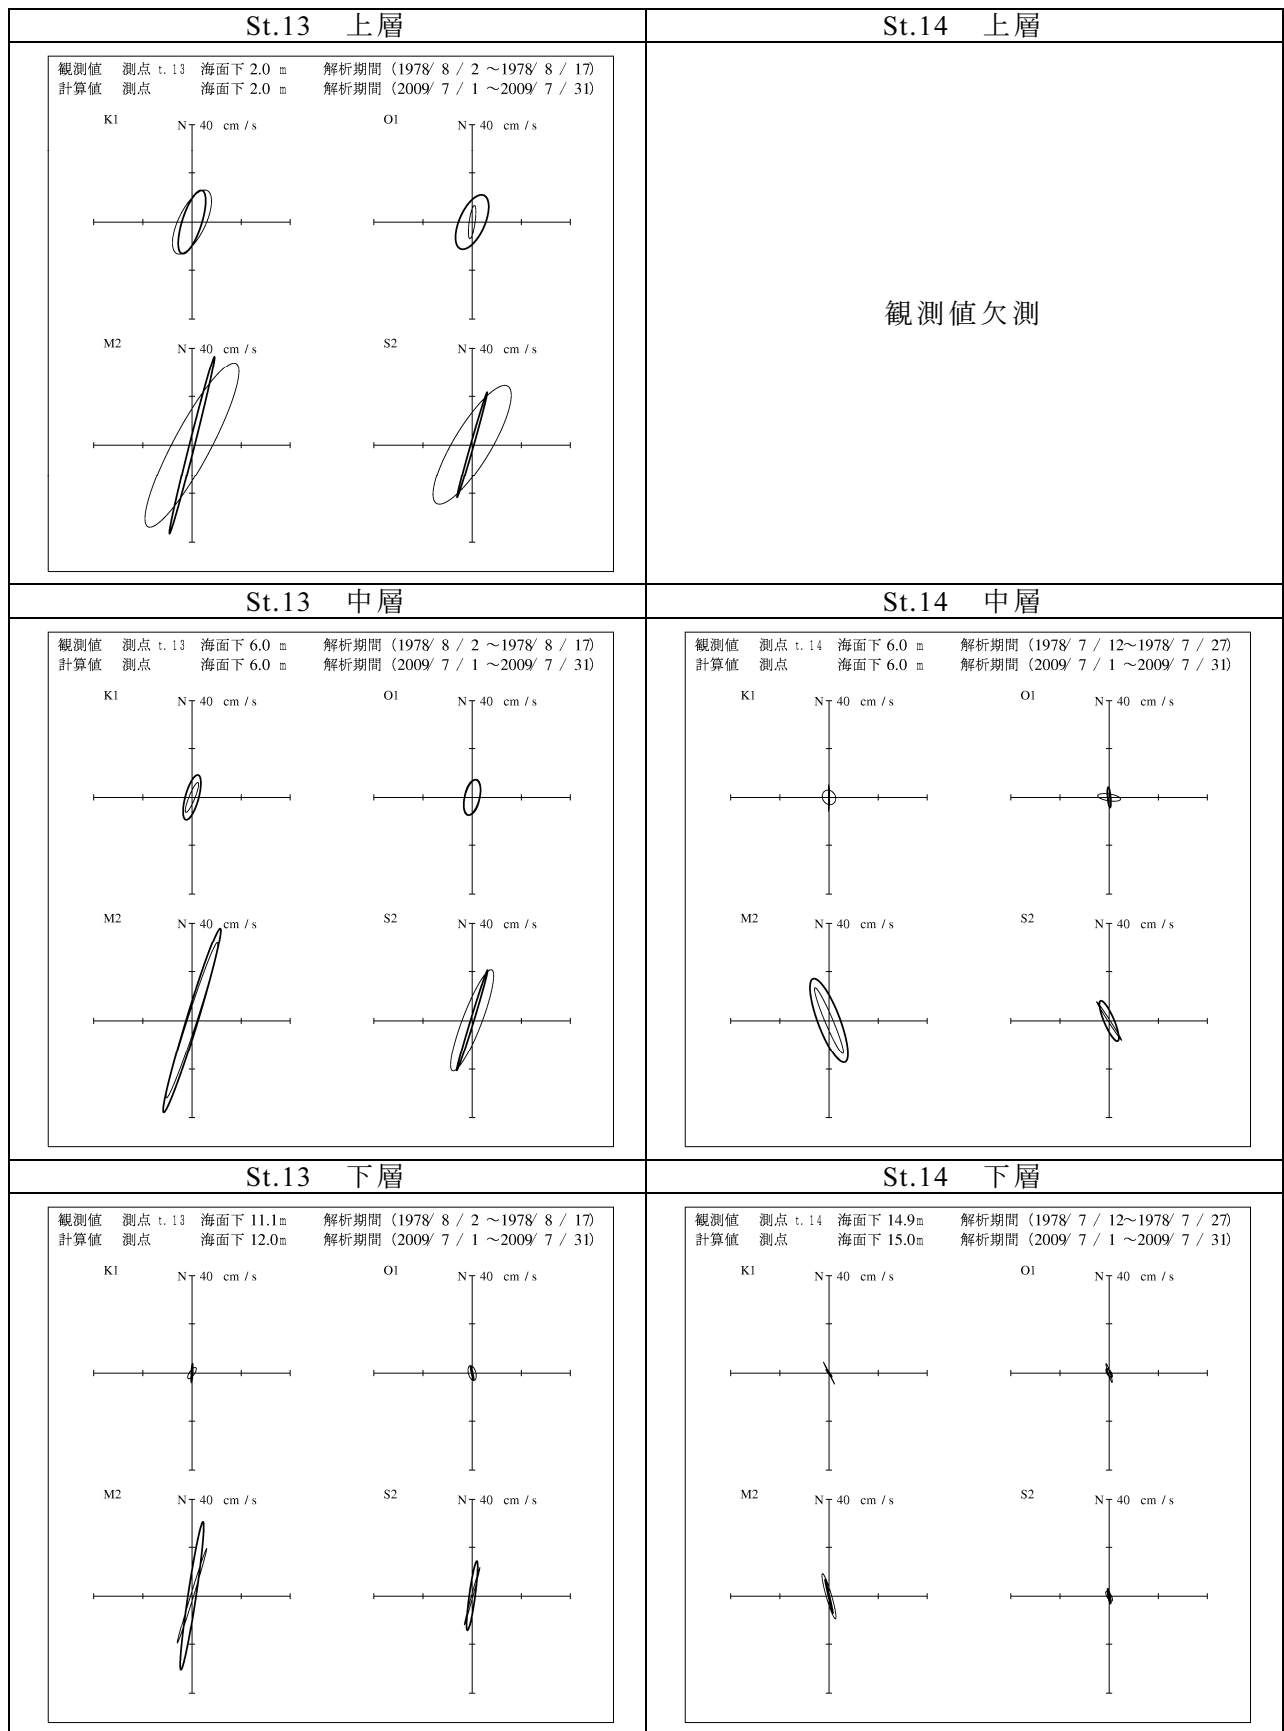 St.13 上層
St.14 上層
観測値 測点 t.13 海面下 2.0 m 解析期間 (1978/ 8 / 2 ～1978/ 8 / 17)
計算値 測点 海面下 2.0 m 解析期間 (2009/ 7 / 1 ～2009/ 7 / 31)
K1 N 40 cm / s
O1 N 40 cm / s
M2 N 40 cm / s
S2 N 40 cm / s
観測値欠測
St.13 中層
St.14 中層
観測値 測点 t.13 海面下 6.0 m 解析期間 (1978/ 8 / 2 ～1978/ 8 / 17)
計算値 測点 海面下 6.0 m 解析期間 (2009/ 7 / 1 ～2009/ 7 / 31)
K1 N 40 cm / s
O1 N 40 cm / s
M2 N 40 cm / s
S2 N 40 cm / s
観測値 測点 t.14 海面下 6.0 m 解析期間 (1978/ 7 / 12～1978/ 7 / 27)
計算値 測点 海面下 6.0 m 解析期間 (2009/ 7 / 1 ～2009/ 7 / 31)
K1 N 40 cm / s
O1 N 40 cm / s
M2 N 40 cm / s
S2 N 40 cm / s
St.13 下層
St.14 下層
観測値 測点 t.13 海面下 11.1m 解析期間 (1978/ 8 / 2 ～1978/ 8 / 17)
計算値 測点 海面下 12.0m 解析期間 (2009/ 7 / 1 ～2009/ 7 / 31)
K1 N 40 cm / s
O1 N 40 cm / s
M2 N 40 cm / s
S2 N 40 cm / s
観測値 測点 t.14 海面下 14.9m 解析期間 (1978/ 7 / 12～1978/ 7 / 27)
計算値 測点 海面下 15.0m 解析期間 (2009/ 7 / 1 ～2009/ 7 / 31)
K1 N 40 cm / s
O1 N 40 cm / s
M2 N 40 cm / s
S2 N 40 cm / s